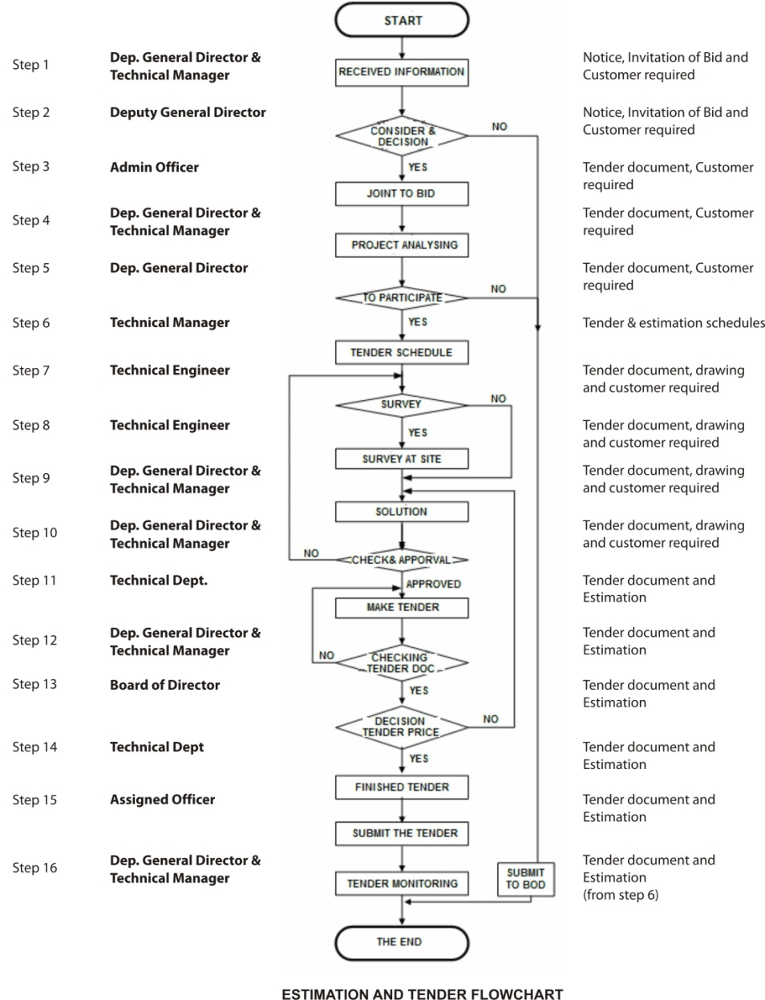 START
Step 1
Dep. General Director &
Technical Manager
RECEIVED INFORMATION
Notice, Invitation of Bid and
Customer required
Step 2
Deputy General Director
CONSIDER &
DECISION
NO
YES
Notice, Invitation of Bid and
Customer required
Step 3
Admin Officer
JOINT TO BID
Tender document, Customer
required
Step 4
Dep. General Director &
Technical Manager
PROJECT ANALYSING
Tender document, Customer
required
Step 5
Dep. General Director
TO PARTICIPATE
NO
YES
Tender document, Customer
required
Step 6
Technical Manager
TENDER SCHEDULE
Tender & estimation schedules
Step 7
Technical Engineer
SURVEY
NO
YES
Tender document, drawing
and customer required
Step 8
Technical Engineer
SURVEY AT SITE
Tender document, drawing
and customer required
Step 9
Dep. General Director &
Technical Manager
SOLUTION
Tender document, drawing
and customer required
Step 10
Dep. General Director &
Technical Manager
NO
CHECK& APPORVAL
APPROVED
Tender document, drawing
and customer required
Step 11
Technical Dept.
MAKE TENDER
Tender document and
Estimation
Step 12
Dep. General Director &
Technical Manager
NO
CHECKING
TENDER DOC
YES
Tender document and
Estimation
Step 13
Board of Director
DECISION
TENDER PRICE
NO
YES
Tender document and
Estimation
Step 14
Technical Dept
FINISHED TENDER
Tender document and
Estimation
Step 15
Assigned Officer
SUBMIT THE TENDER
Tender document and
Estimation
Step 16
Dep. General Director &
Technical Manager
TENDER MONITORING
SUBMIT
TO BOD
Tender document and
Estimation
(from step 6)
THE END
ESTIMATION AND TENDER FLOWCHART